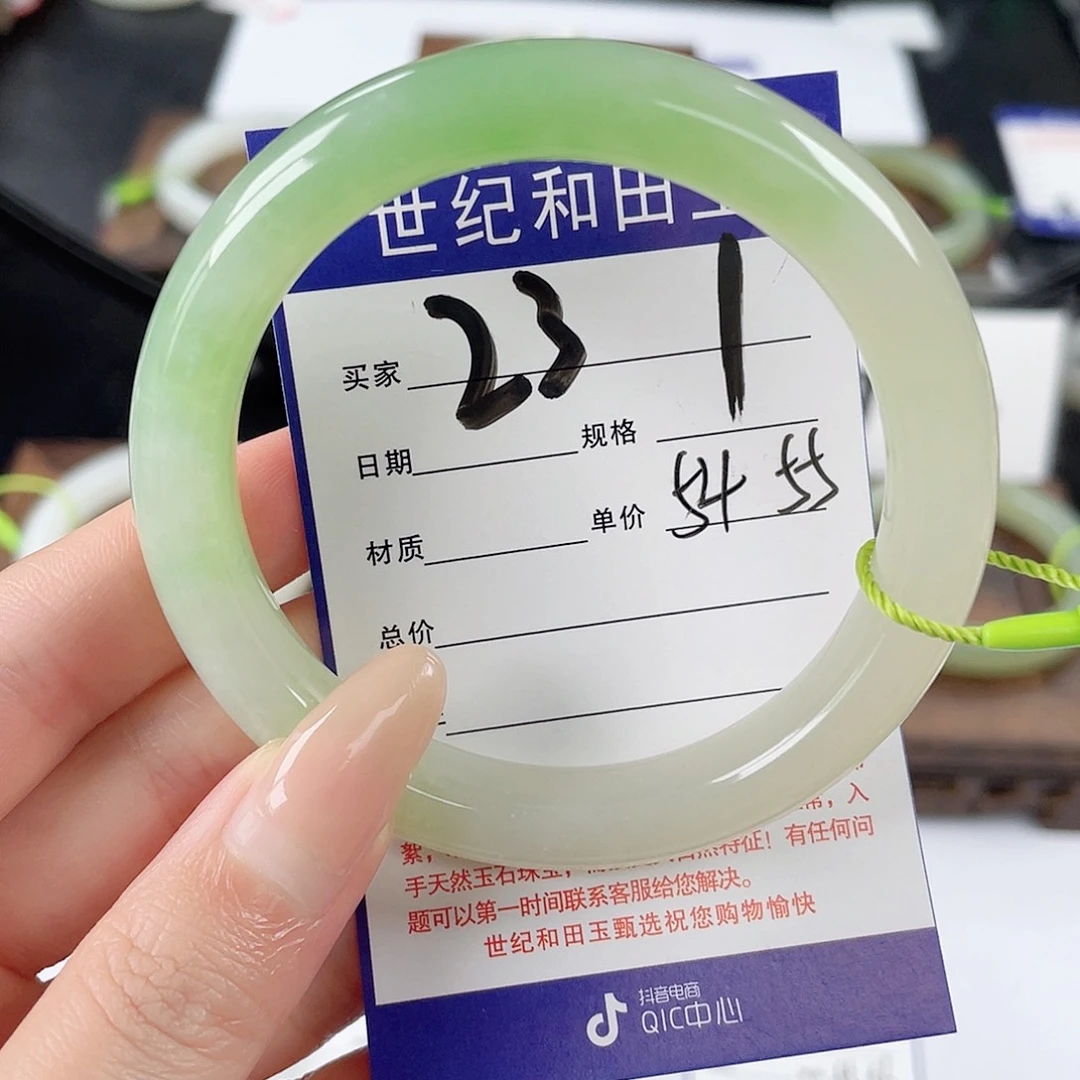 世纪和田玉
买家 23 1
日期 规格
材质 单价 54 55
总价
入
手天然玉石珠宝，
特征！有任何问
题可以第一时间联系客服给您解决。
世纪和田玉甄选祝您购物愉快
抖音电商
QIC中心